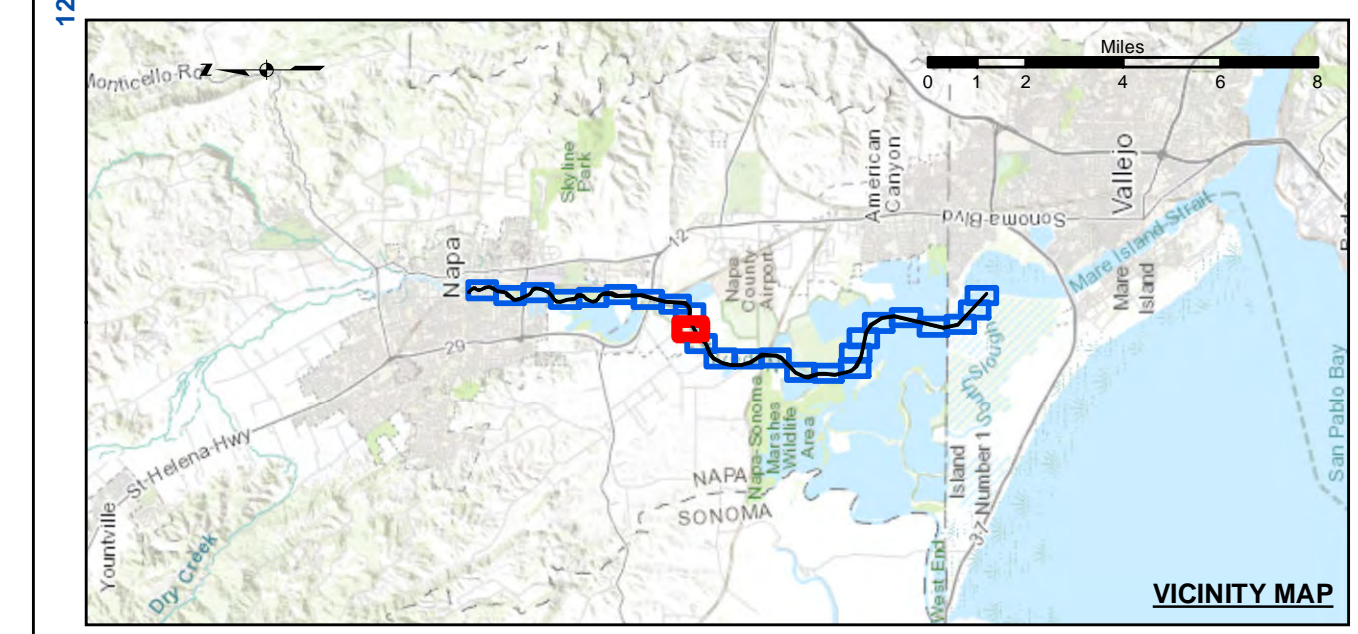 12
Monticello-Rd
Z
Miles
0 1 2 4 6 8
Skyline
Park
American
Canyon
Vallejo
Sonoma-Blvd
Mare Island Strait
Mare
Island
Napa
12
Napa
County
Airport
29
St-Helena-Hwy
Yountville
Dry Creek
Napa-Sonoma
Marshes
Wildlife
Area
NAPA
SONOMA
South Slough
Island
Number 1
37
West End
San Pablo Bay
VICINITY MAP